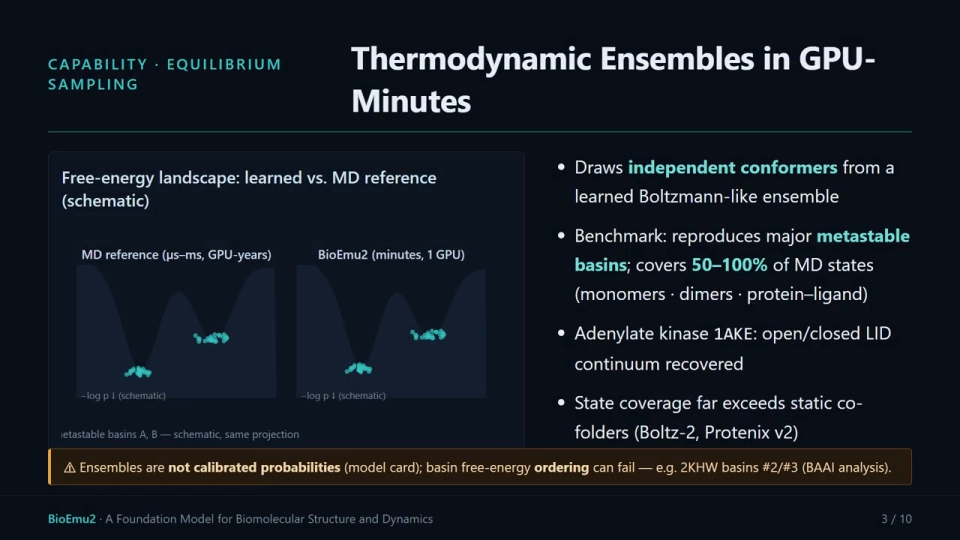 CAPABILITY · EQUILIBRIUM
SAMPLING
Thermodynamic Ensembles in GPU-
Minutes
Free-energy landscape: learned vs. MD reference
(schematic)
MD reference (μs–ms, GPU-years)
BioEmu2 (minutes, 1 GPU)
−log p ↓ (schematic)
−log p ↓ (schematic)
etastable basins A, B — schematic, same projection
• Draws independent conformers from a
learned Boltzmann-like ensemble
• Benchmark: reproduces major metastable
basins; covers 50–100% of MD states
(monomers · dimers · protein–ligand)
• Adenylate kinase 1AKE: open/closed LID
continuum recovered
• State coverage far exceeds static co-
folders (Boltz-2, Protenix v2)
⚠ Ensembles are not calibrated probabilities (model card); basin free-energy ordering can fail — e.g. 2KHW basins #2/#3 (BAAI analysis).
BioEmu2 · A Foundation Model for Biomolecular Structure and Dynamics
3 / 10